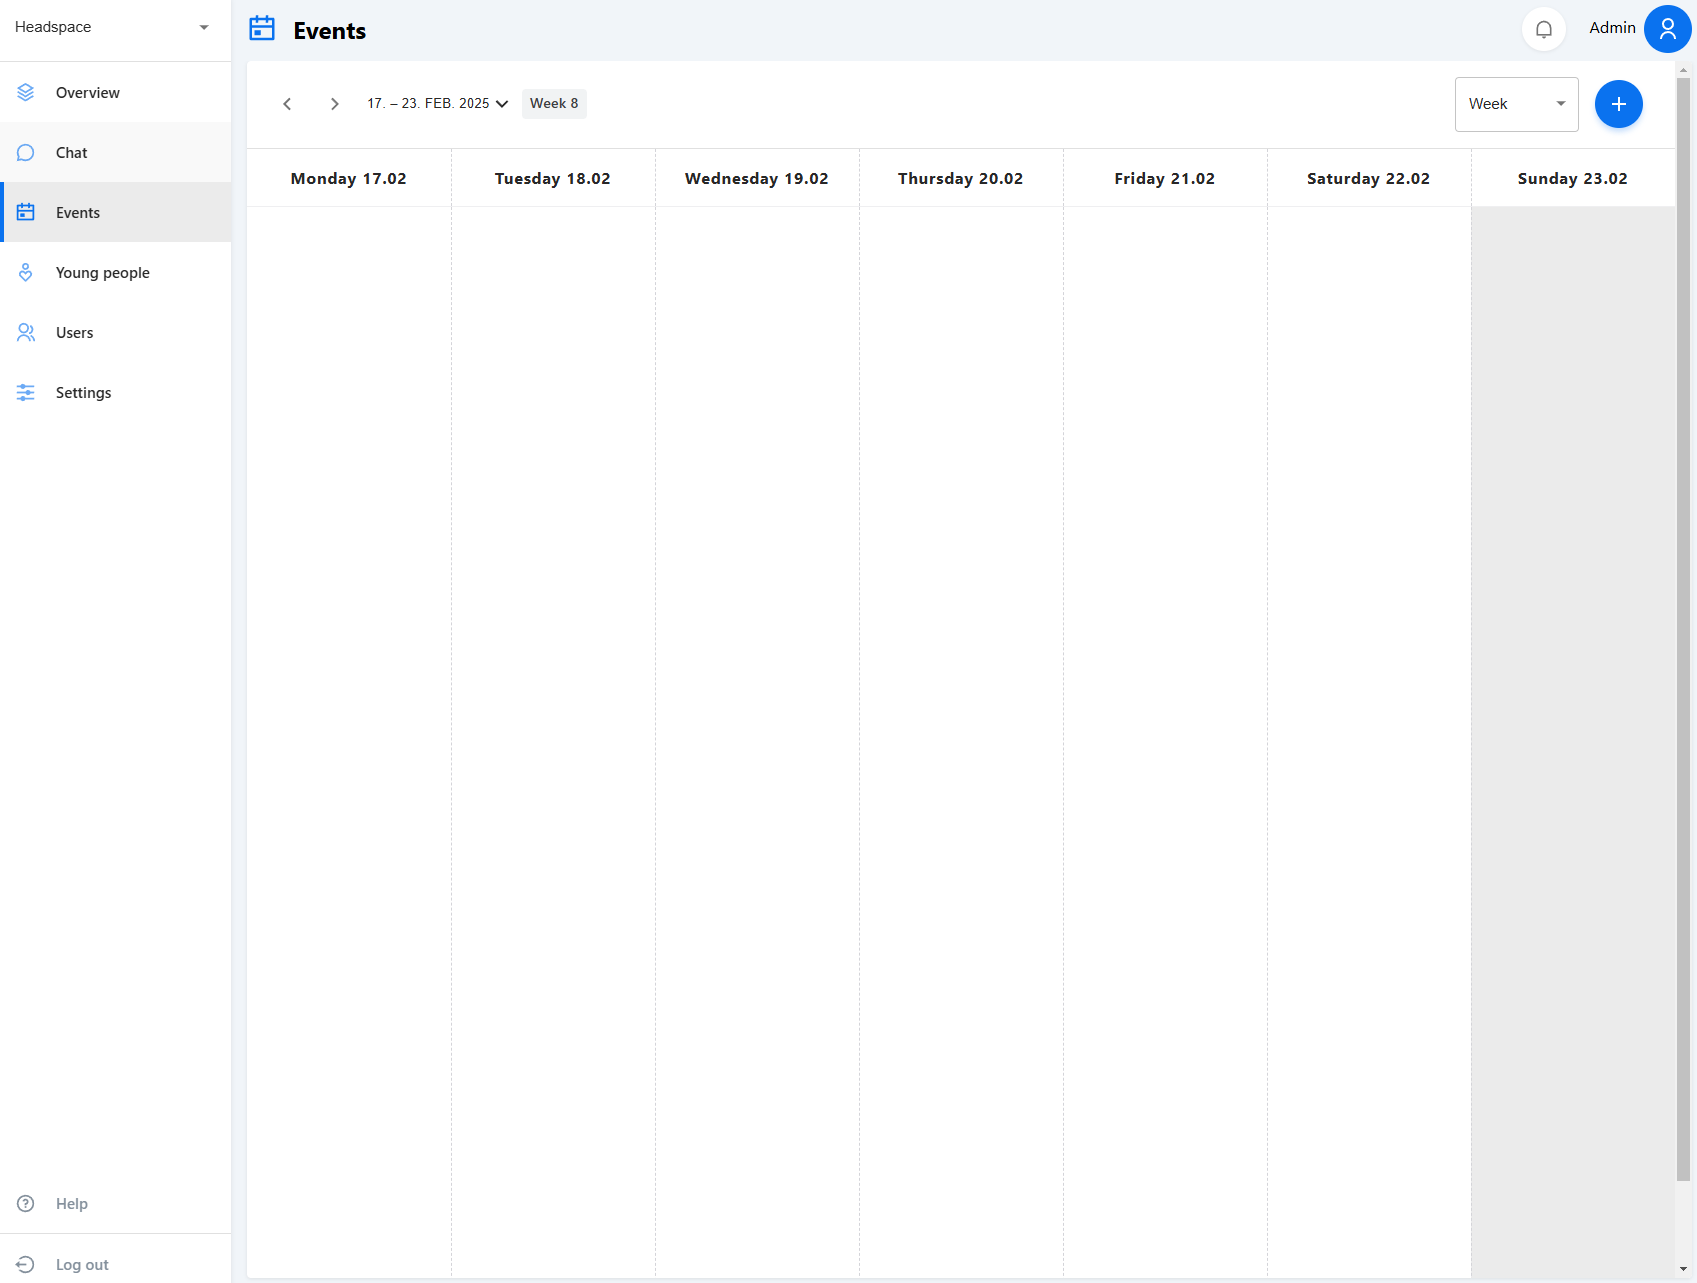 Headspace
Events
Admin
Overview
Chat
Events
Young people
Users
Settings
17. – 23. FEB. 2025
Week 8
Week
Monday 17.02
Tuesday 18.02
Wednesday 19.02
Thursday 20.02
Friday 21.02
Saturday 22.02
Sunday 23.02
Help
Log out